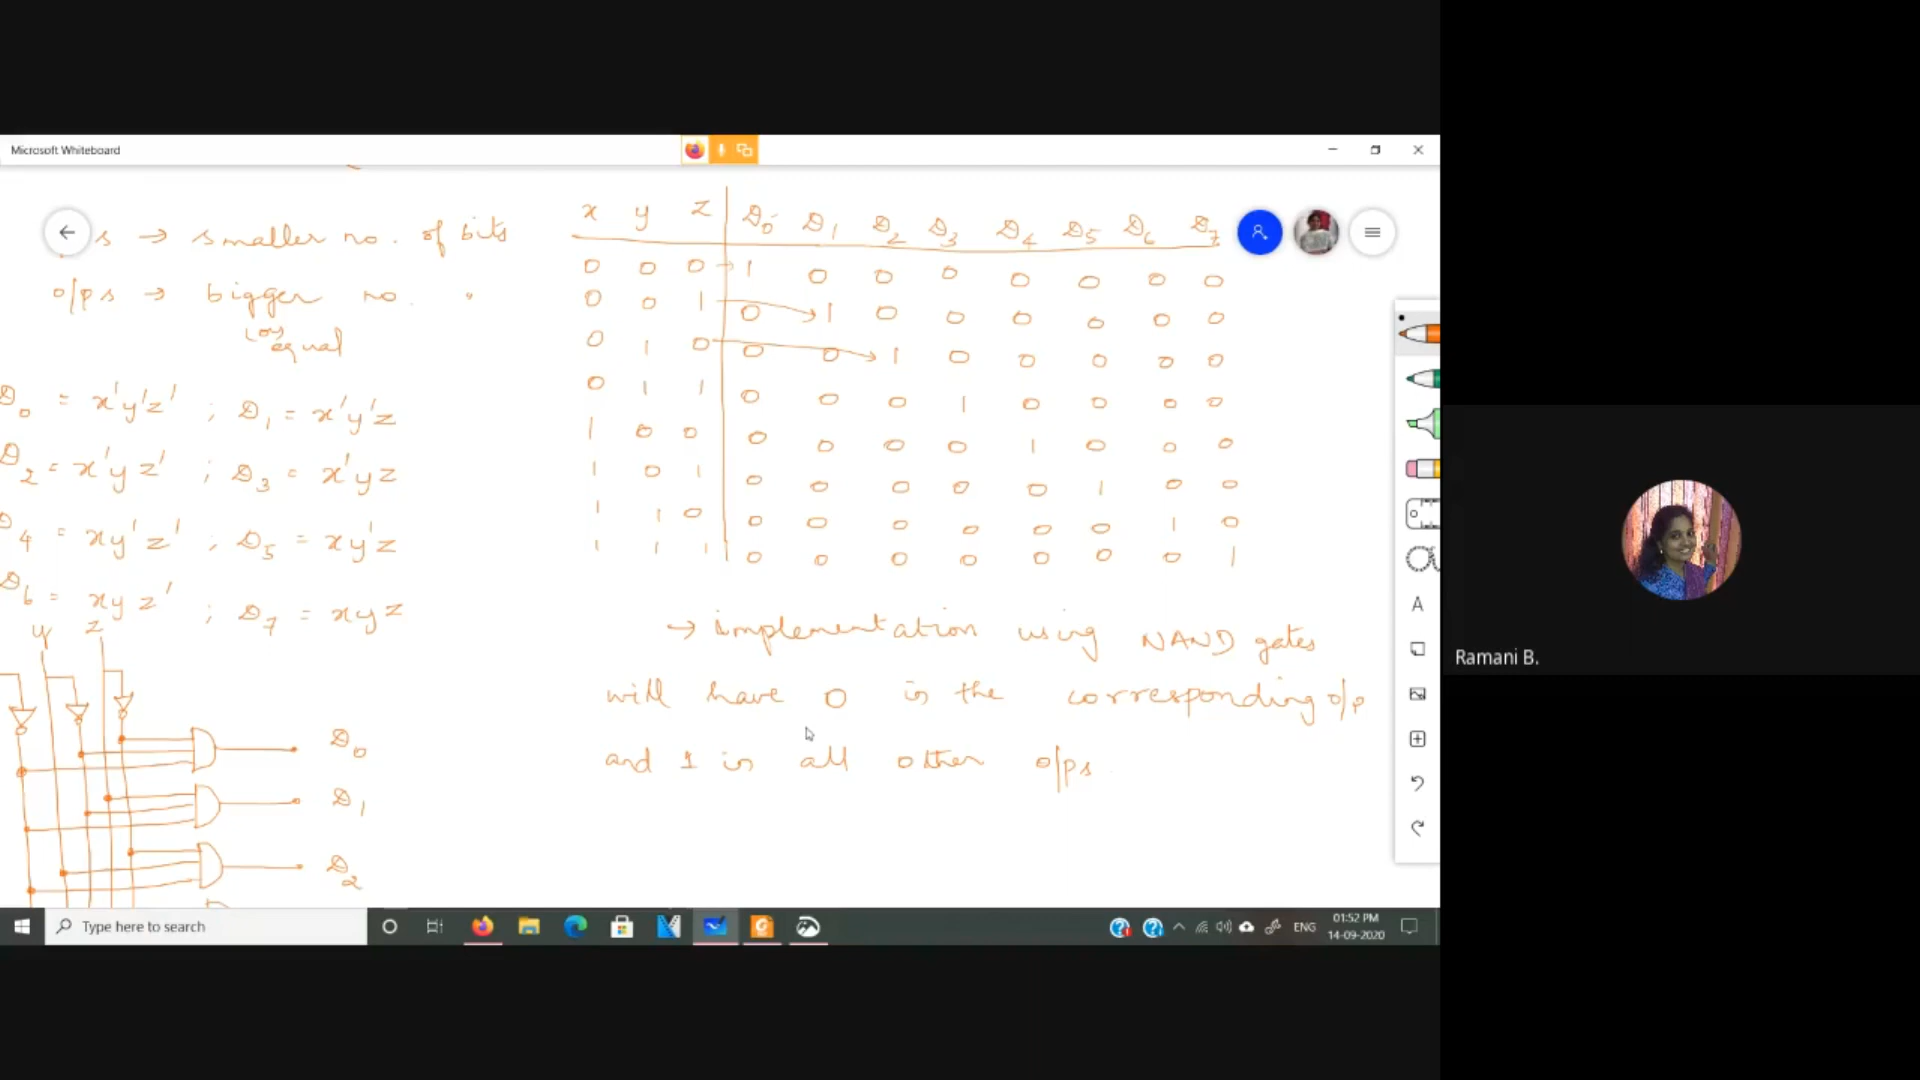 Microsoft Whiteboard
s → smaller no. of bits
o/ps → bigger no. "
(or)
equal
D0 = x'y'z' ; D1 = x'y'z
D2 = x'y z' ; D3 = x'yz
D4 = xy'z' ; D5 = xy'z
D6 = xyz' ; D7 = xyz
y z
D0
D1
D2
x y z D0 D1 D2 D3 D4 D5 D6 D7
0 0 0 → 1 0 0 0 0 0 0 0
0 0 1 0 1 0 0 0 0 0 0
0 1 0 0 0 1 0 0 0 0 0
0 1 1 0 0 0 1 0 0 0 0
1 0 0 0 0 0 0 1 0 0 0
1 0 1 0 0 0 0 0 1 0 0
1 1 0 0 0 0 0 0 0 1 0
1 1 1 0 0 0 0 0 0 0 1
→ implementation using NAND gates
will have 0 in the corresponding o/p
and 1 in all other o/ps
A
Ramani B.
Type here to search
ENG
01:52 PM
14-09-2020